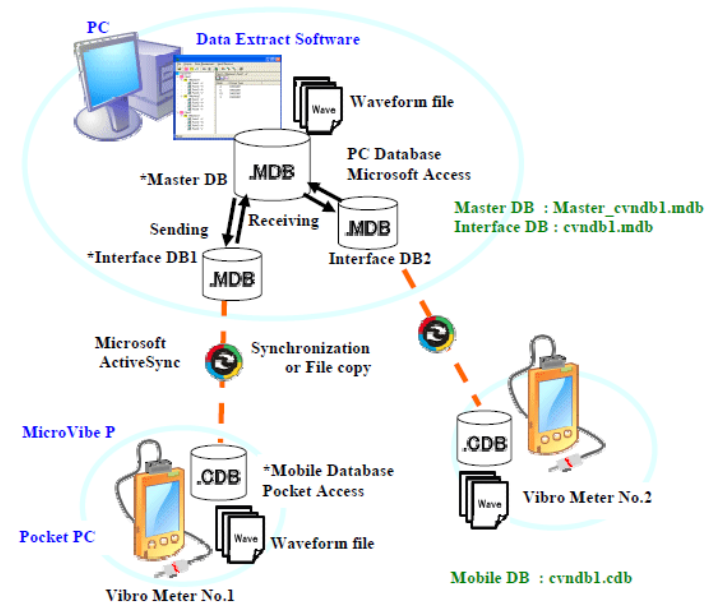 PC
Data Extract Software
Wave
Waveform file
.MDB
PC Database
Microsoft Access
*Master DB
Master DB : Master_cvndb1.mdb
Interface DB : cvndb1.mdb
Sending
Receiving
.MDB
*Interface DB1
Interface DB2
.MDB
Microsoft
ActiveSync
Synchronization
or File copy
MicroVibe P
.CDB
*Mobile Database
Pocket Access
.CDB
Wave
Vibro Meter No.2
Pocket PC
Wave
Waveform file
Mobile DB : cvndb1.cdb
Vibro Meter No.1